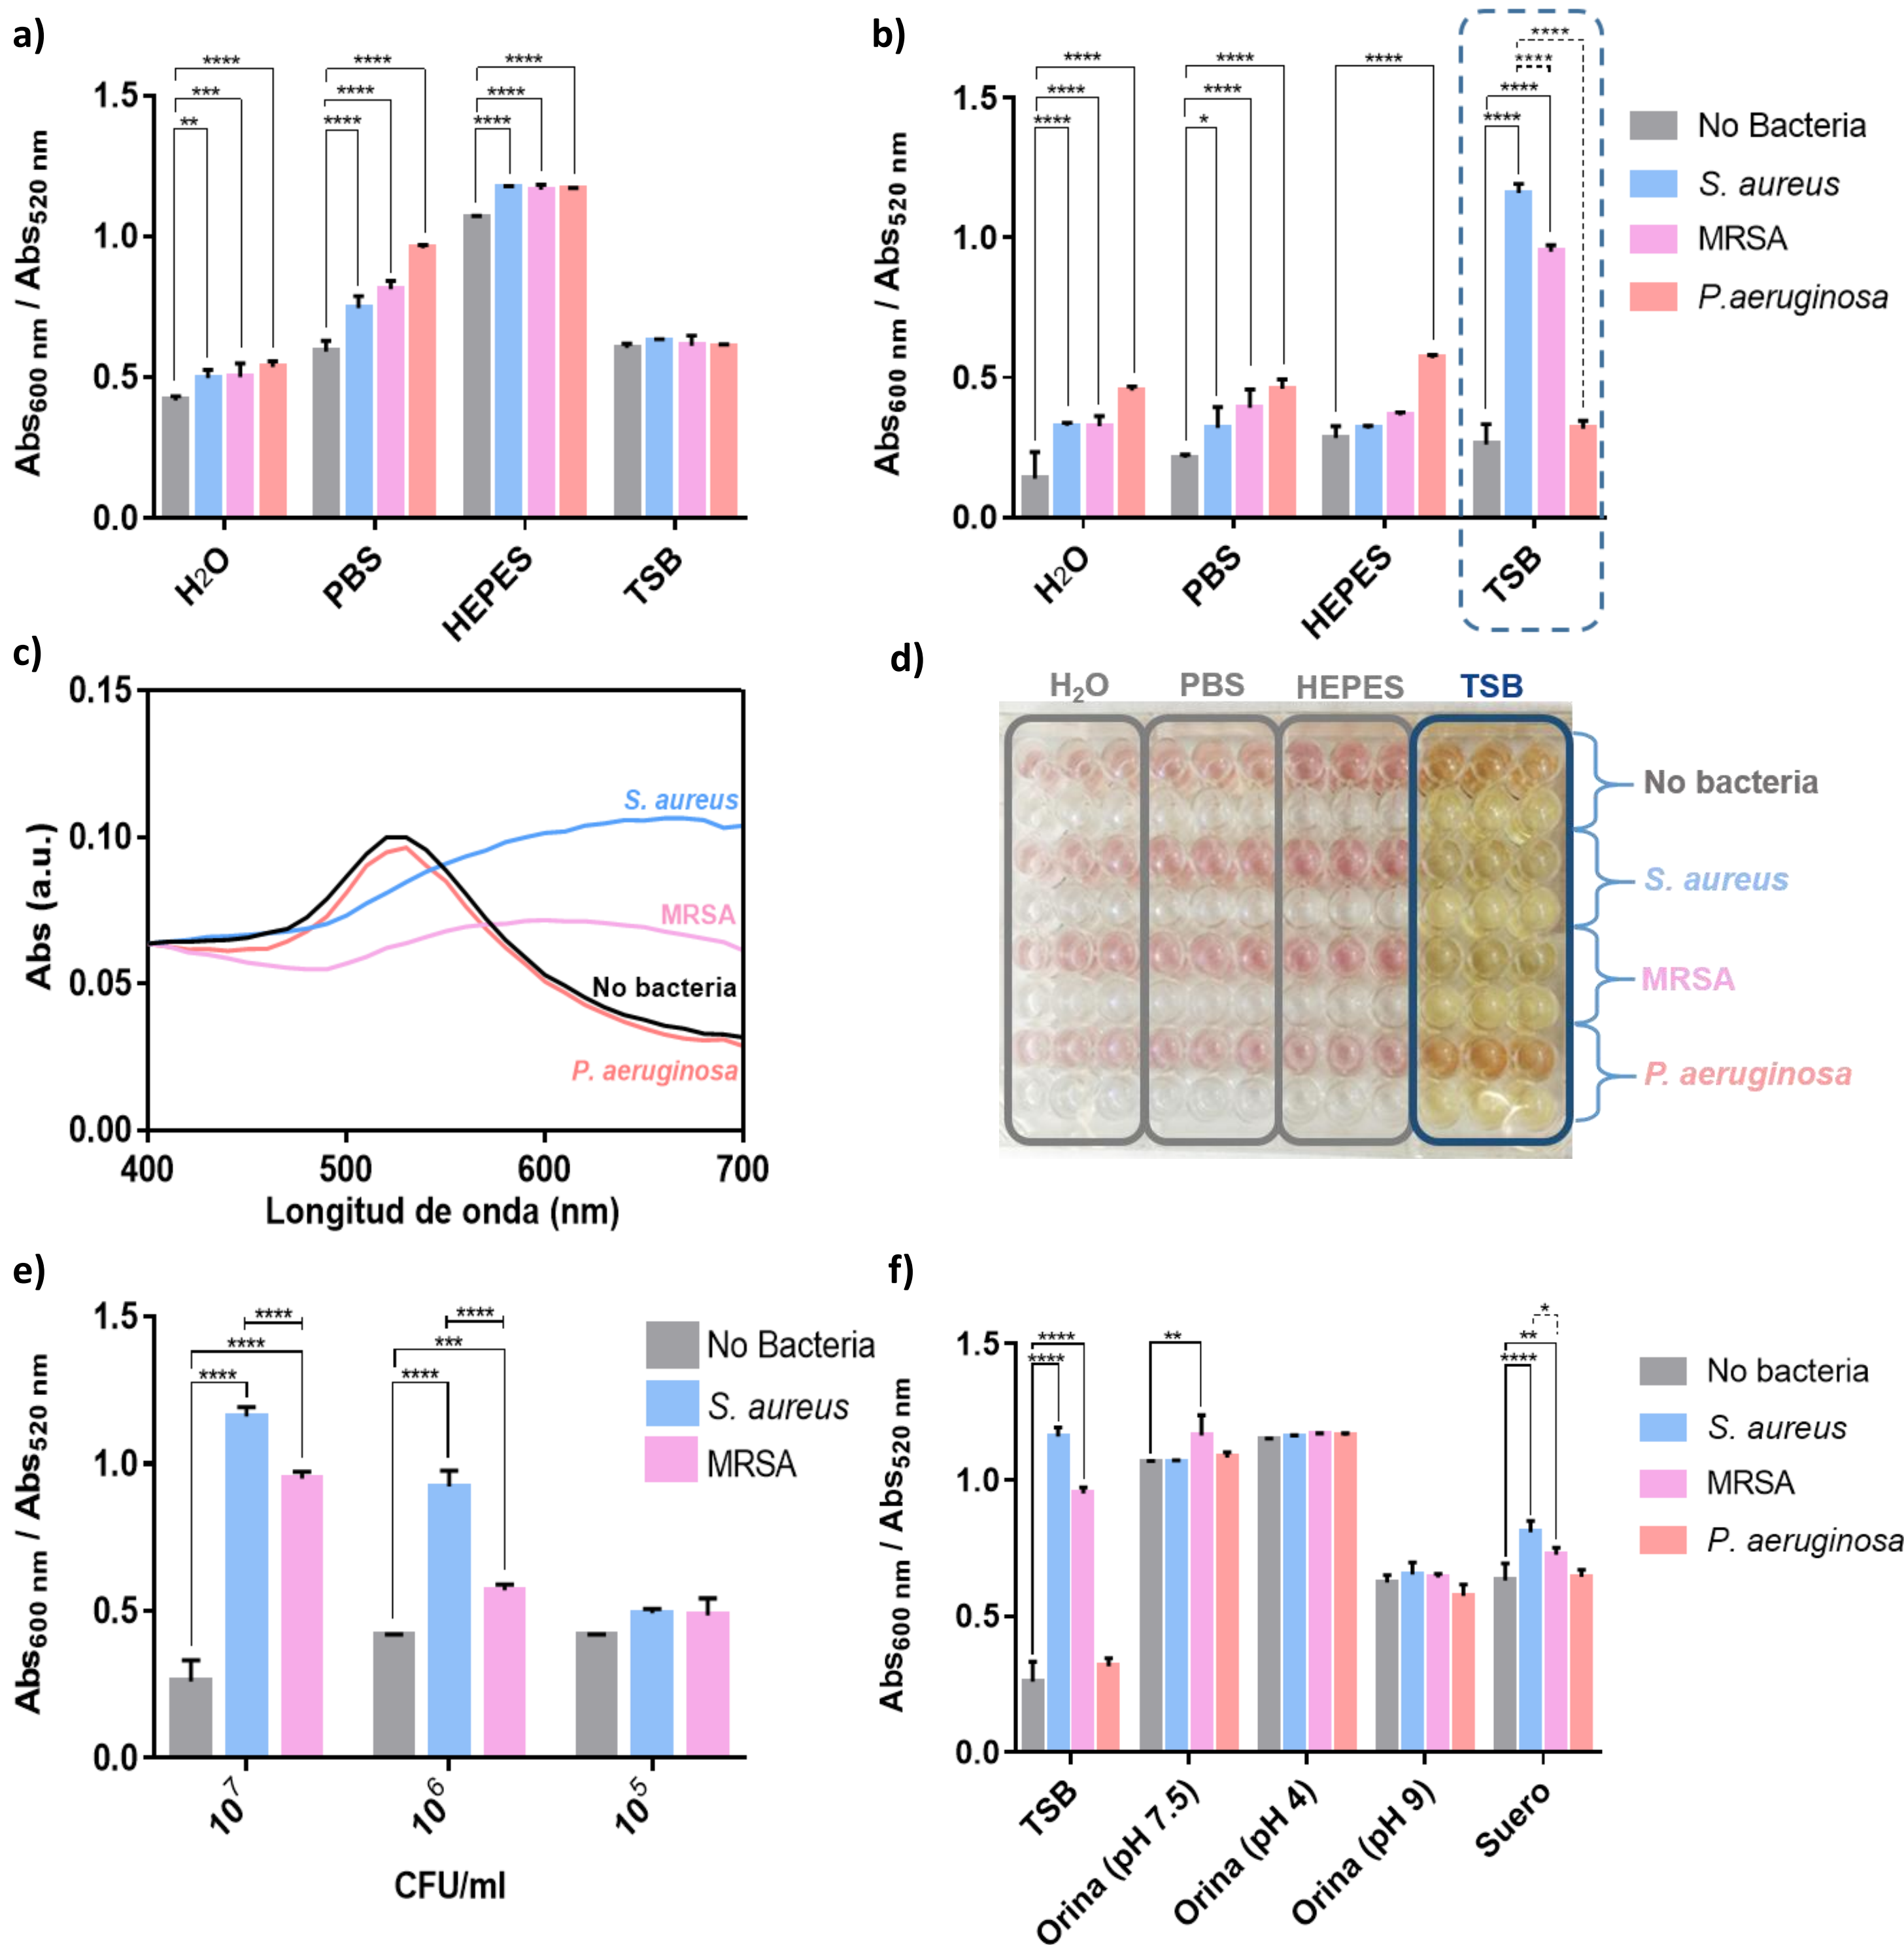 a)
**** 
*** 
** 
**** 
**** 
**** 
**** 
**** 
**** 
1.5
1.0
0.5
0.0
Abs600 nm / Abs520 nm
H2O
PBS
HEPES
TSB
b)
**** 
**** 
**** 
**** 
**** 
* 
**** 
**** 
**** 
**** 
**** 
1.5
1.0
0.5
0.0
Abs600 nm / Abs520 nm
H2O
PBS
HEPES
TSB
No Bacteria
S. aureus
MRSA
P.aeruginosa
c)
0.15
0.10
0.05
0.00
Abs (a.u.)
S. aureus
MRSA
No bacteria
P. aeruginosa
400
500
600
700
Longitud de onda (nm)
d)
H2O
PBS
HEPES
TSB
No bacteria
S. aureus
MRSA
P. aeruginosa
e)
**** 
**** 
**** 
**** 
*** 
**** 
1.5
1.0
0.5
0.0
Abs600 nm / Abs520 nm
10⁷
10⁶
10⁵
CFU/ml
No Bacteria
S. aureus
MRSA
f)
**** 
**** 
** 
* 
** 
**** 
1.5
1.0
0.5
0.0
Abs600 nm / Abs520 nm
TSB
Orina (pH 7.5)
Orina (pH 4)
Orina (pH 9)
Suero
No bacteria
S. aureus
MRSA
P. aeruginosa